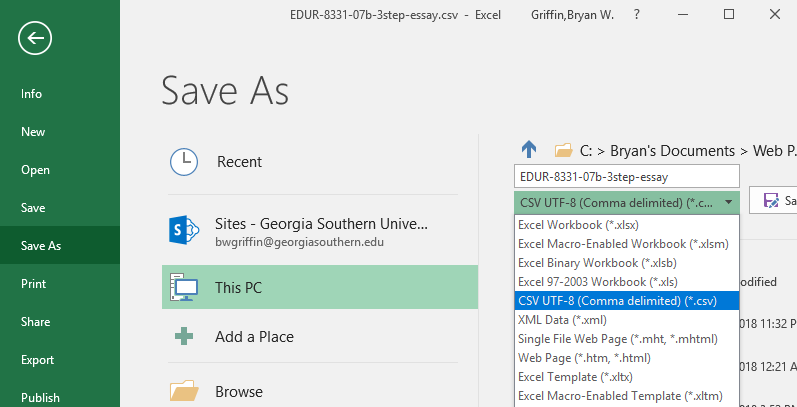 EDUR-8331-07b-3step-essay.csv - Excel
Griffin,Bryan W.
?
Info
New
Open
Save
Save As
Print
Share
Export
Publish
Save As
Recent
Sites - Georgia Southern Unive...
bwgriffin@georgiasouthern.edu
This PC
Add a Place
Browse
C: > Bryan's Documents > Web P...
EDUR-8331-07b-3step-essay
CSV UTF-8 (Comma delimited) (*.c...
Sa
Excel Workbook (*.xlsx)
Excel Macro-Enabled Workbook (*.xlsm)
Excel Binary Workbook (*.xlsb)
Excel 97-2003 Workbook (*.xls)
CSV UTF-8 (Comma delimited) (*.csv)
XML Data (*.xml)
Single File Web Page (*.mht, *.mhtml)
Web Page (*.htm, *.html)
Excel Template (*.xltx)
Excel Macro-Enabled Template (*.xltm)
odified
018 11:32 P
018 12:21 A